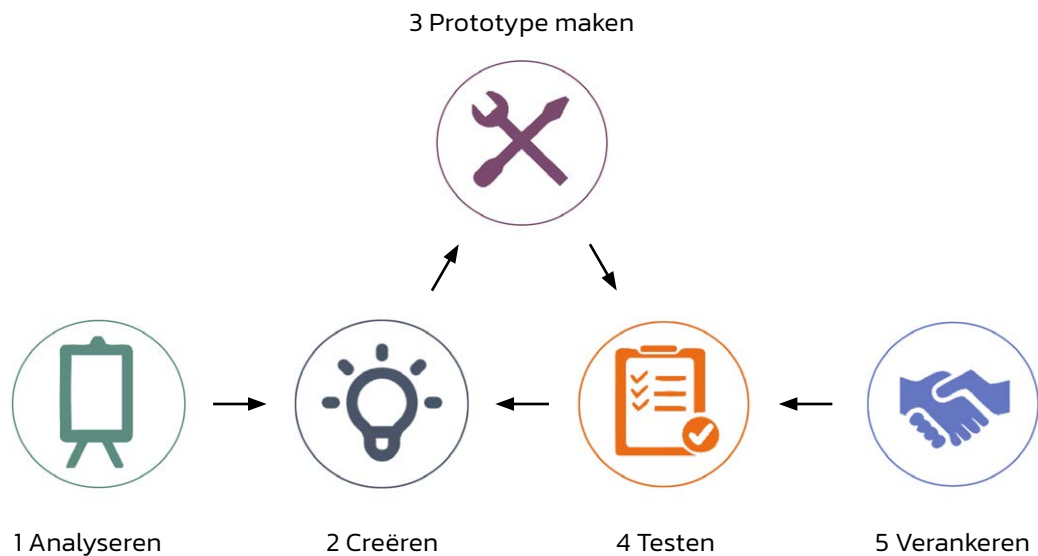 3 Prototype maken
1 Analyseren
2 Creëren
4 Testen
5 Verankeren